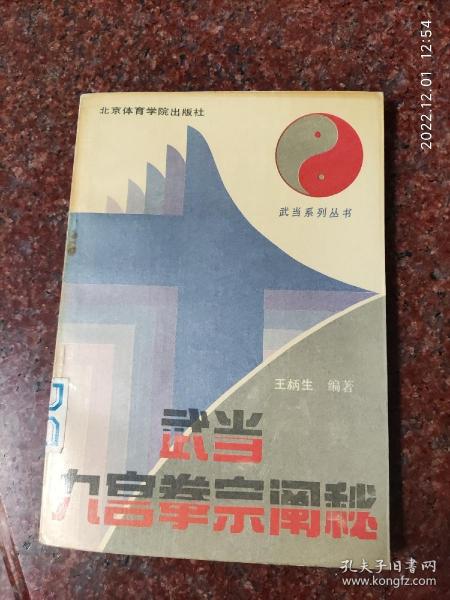 北京体育学院出版社
武当系列丛书
王柄生 编著
武当
九宫拳宗阐秘
2022.12.01 12:54
孔夫子旧书网
www.kongfz.com